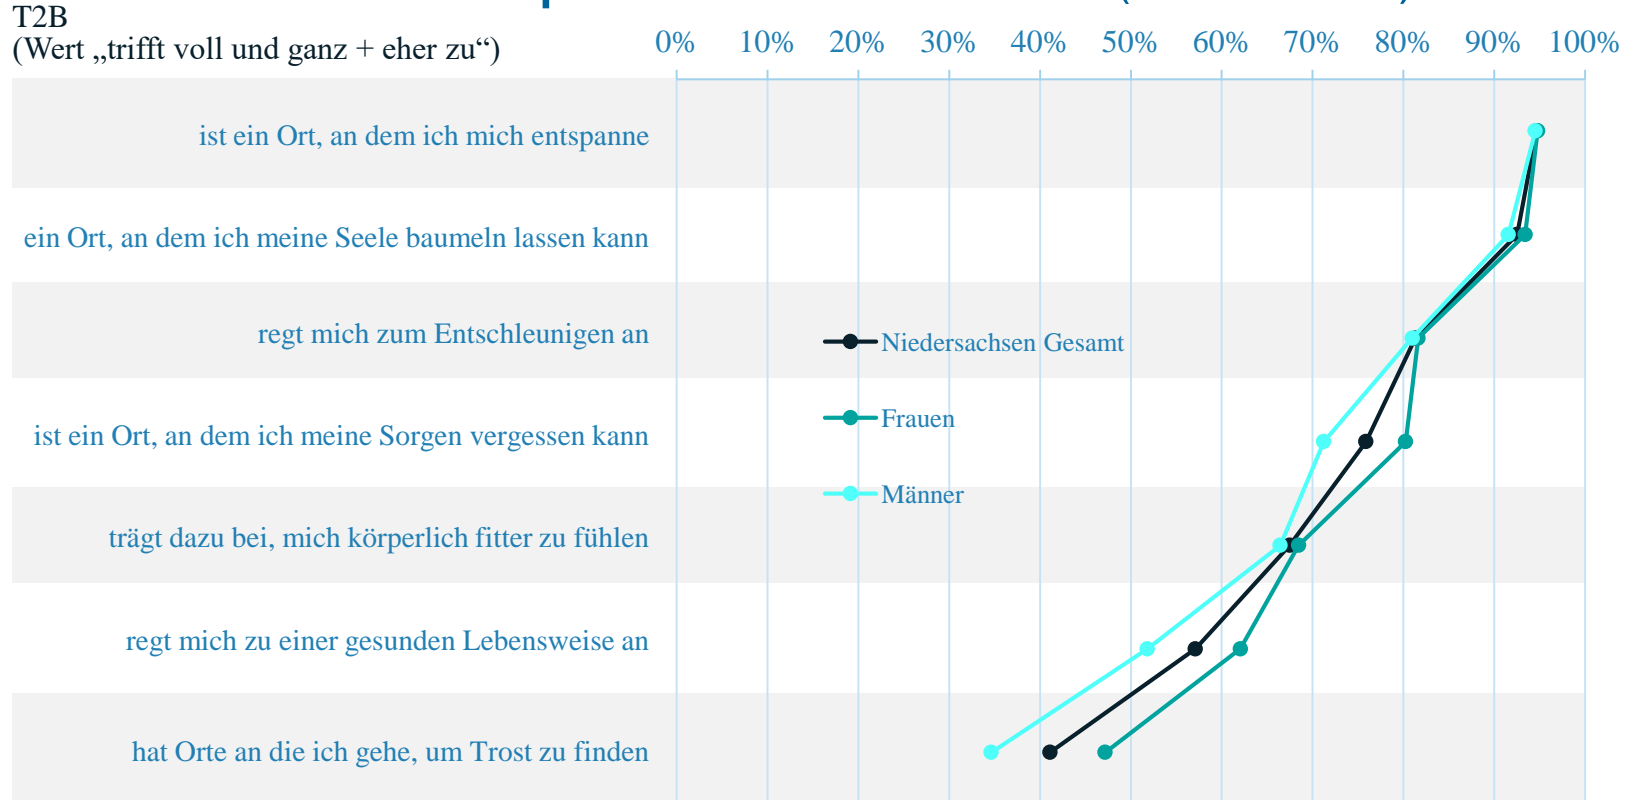 T2B
(Wert „trifft voll und ganz + eher zu“)
0% 10% 20% 30% 40% 50% 60% 70% 80% 90% 100%
ist ein Ort, an dem ich mich entspanne
ein Ort, an dem ich meine Seele baumeln lassen kann
regt mich zum Entschleunigen an
Niedersachsen Gesamt
Frauen
ist ein Ort, an dem ich meine Sorgen vergessen kann
Männer
trägt dazu bei, mich körperlich fitter zu fühlen
regt mich zu einer gesunden Lebensweise an
hat Orte an die ich gehe, um Trost zu finden